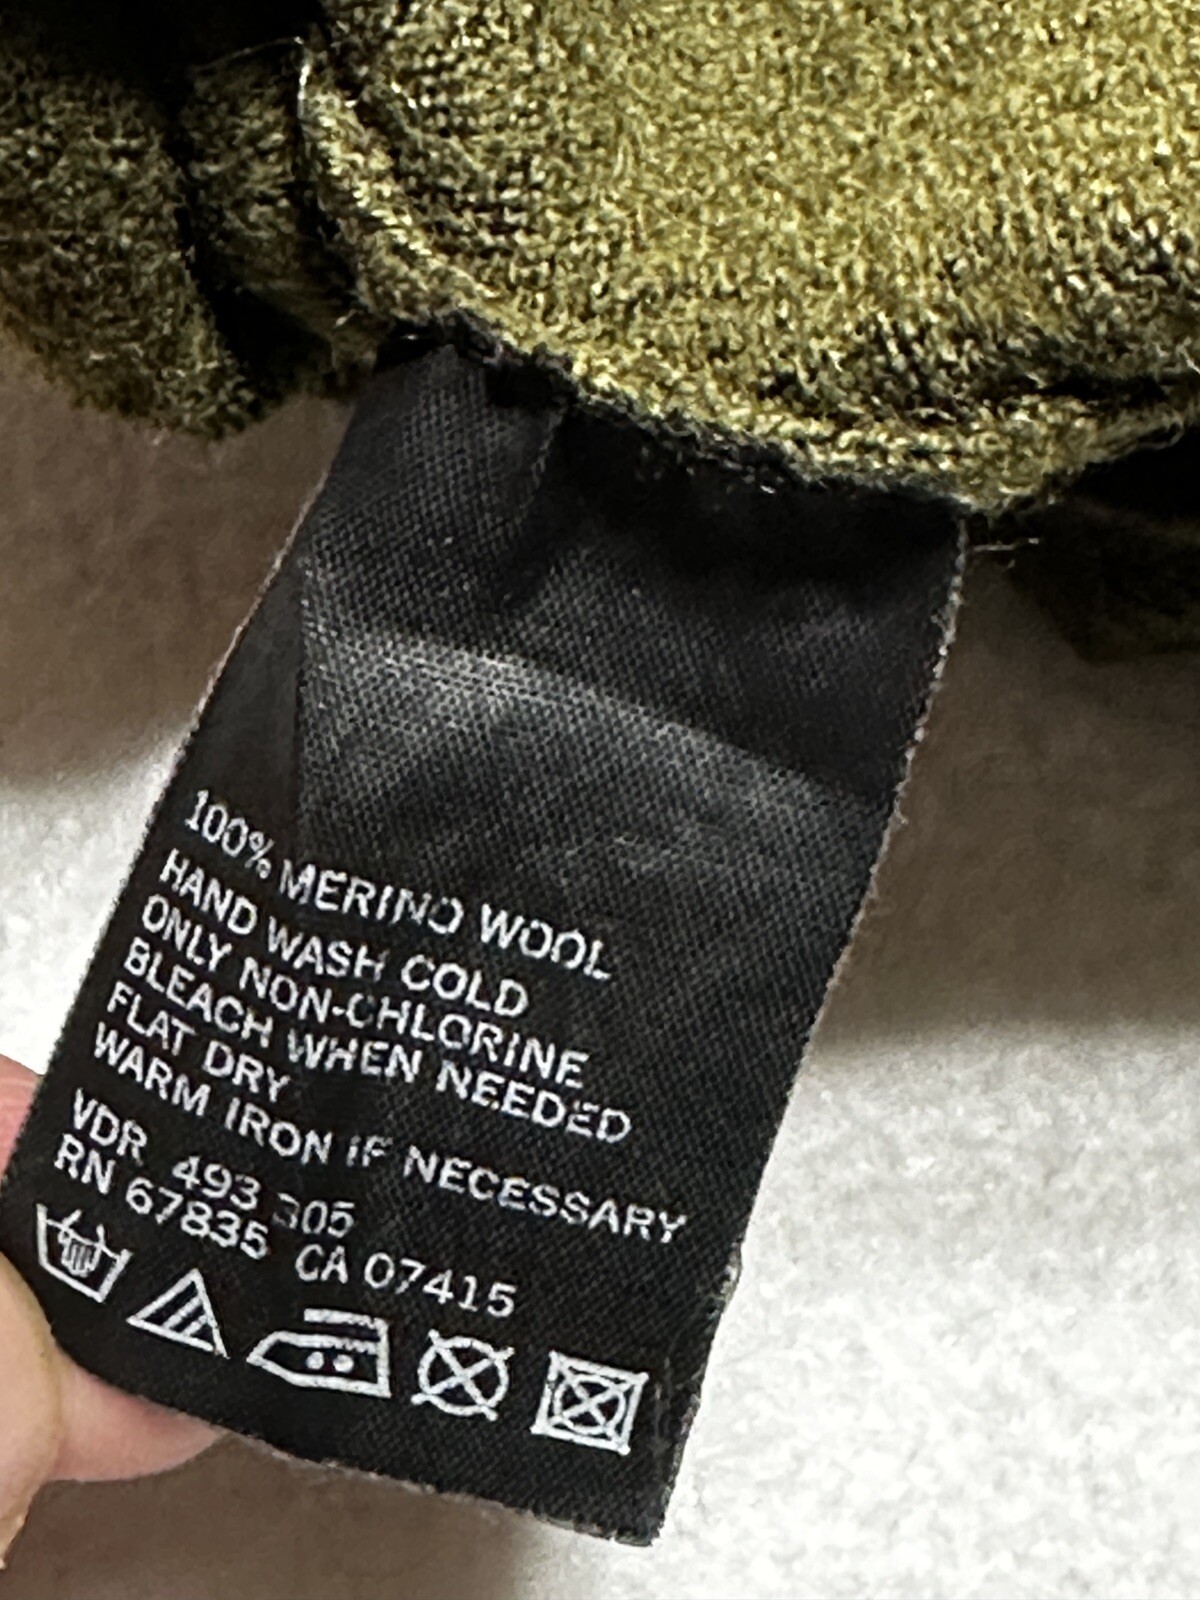 100% MERINO WOOL
HAND WASH COLD
ONLY NON-CHLORINE
BLEACH WHEN NEEDED
FLAT DRY
WARM IRON IF NECESSARY
VDR 493 305
RN 67835 CA 07415